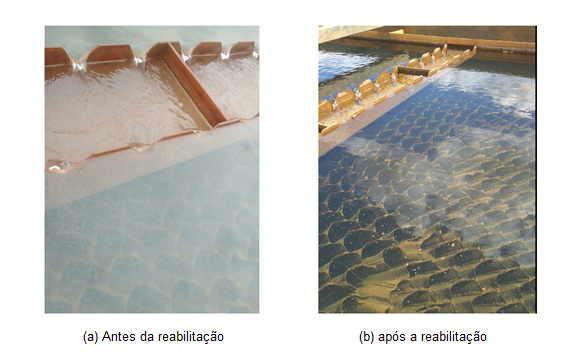 (a) Antes da reabilitação
(b) após a reabilitação